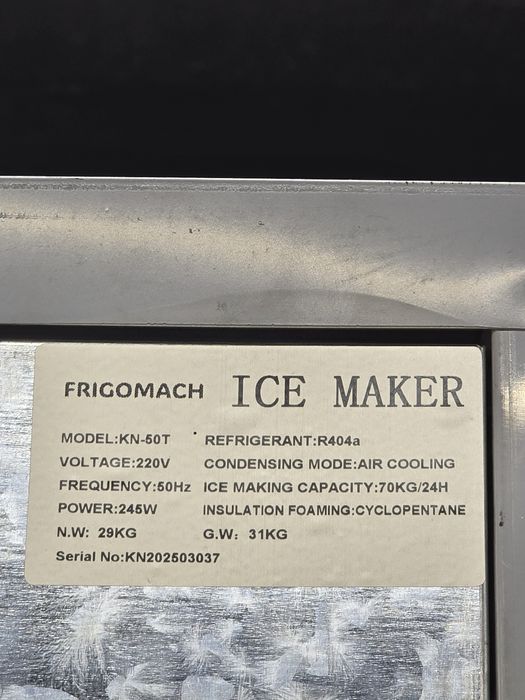 FRIGOMACH ICE MAKER
MODEL:KN-50T REFRIGERANT:R404a
VOLTAGE:220V CONDENSING MODE:AIR COOLING
FREQUENCY:50Hz ICE MAKING CAPACITY:70KG/24H
POWER:245W INSULATION FOAMING:CYCLOPENTANE
N.W: 29KG G.W: 31KG
Serial No:KN202503037